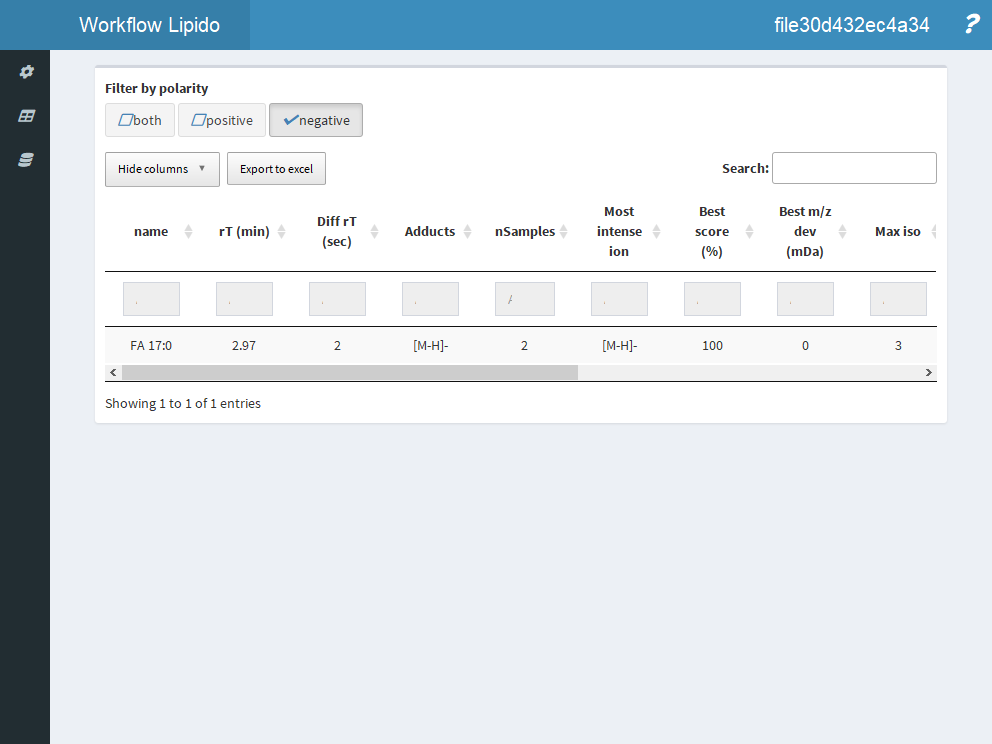 Workflow Lipido file30d432ec4a34 ?
Filter by polarity
both positive negative
Hide columns ▼ Export to excel Search:
name rT (min) Diff rT (sec) Adducts nSamples Most intense ion Best score (%) Best m/z dev (mDa) Max iso
FA 17:0 2.97 2 [M-H]- 2 [M-H]- 100 0 3
Showing 1 to 1 of 1 entries